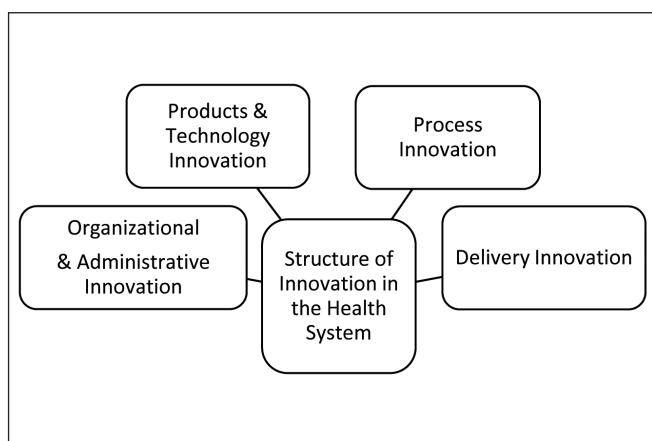 Products &
Technology
Innovation
Process
Innovation
Organizational
& Administrative
Innovation
Structure of
Innovation in
the Health
System
Delivery Innovation